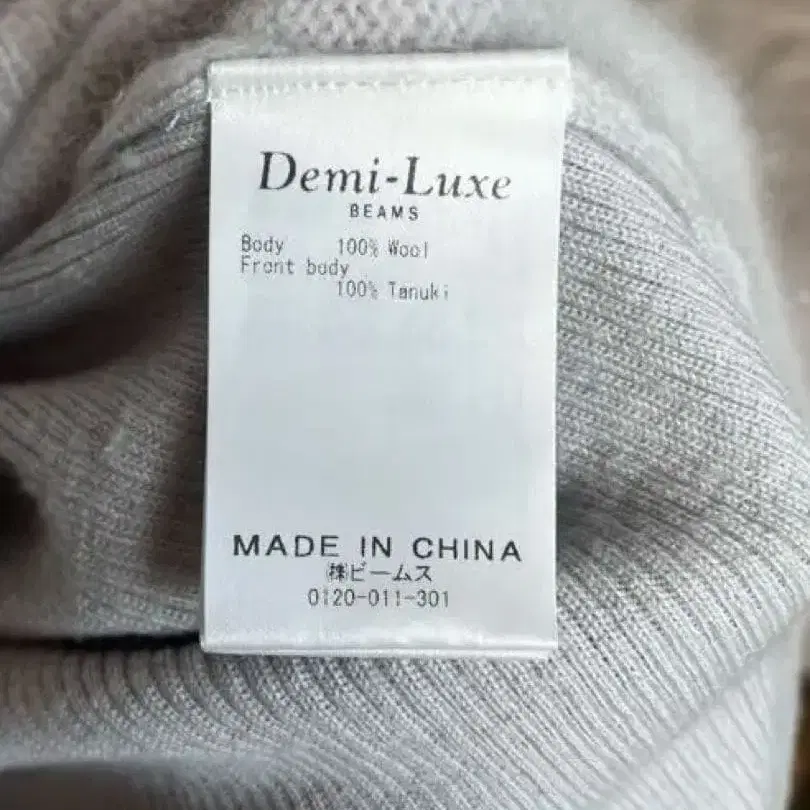 Demi-Luxe
BEAMS
Body 100% Wool
Front body
100% Tanuki
MADE IN CHINA
㈱ビームス
0120-011-301